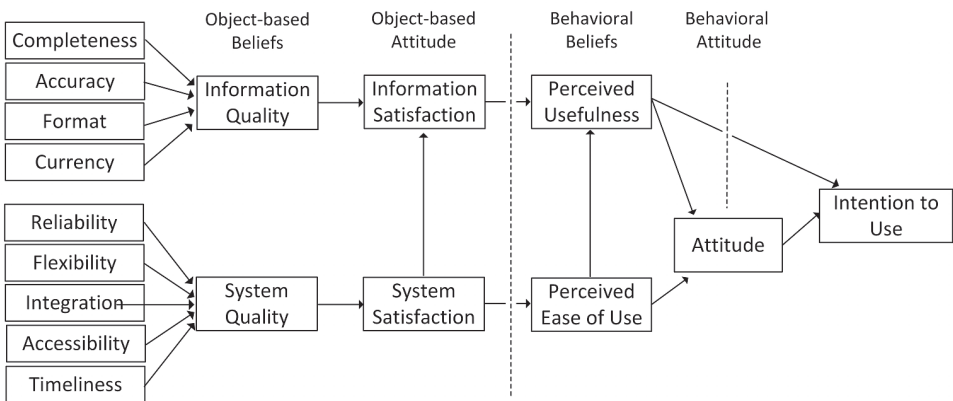 Object-based
Beliefs
Object-based
Attitude
Behavioral
Beliefs
Behavioral
Attitude
Completeness
Accuracy
Format
Currency
Information
Quality
Information
Satisfaction
Perceived
Usefulness
Reliability
Flexibility
Integration
Accessibility
Timeliness
System
Quality
System
Satisfaction
Perceived
Ease of Use
Attitude
Intention to
Use